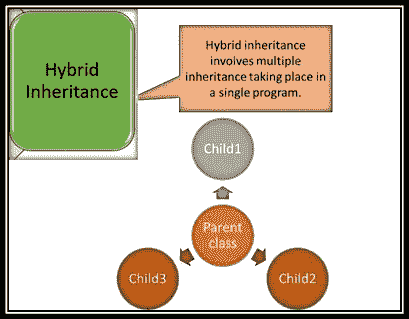 Hybrid
Inheritance
Hybrid inheritance
involves multiple
inheritance taking place in
a single program.
Child1
Parent
class
Child3
Child2